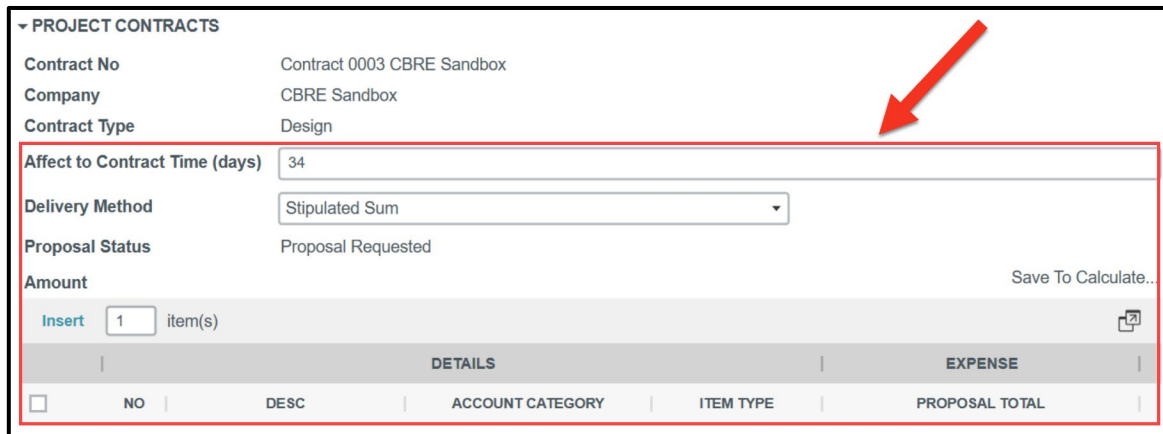 PROJECT CONTRACTS
Contract No Contract 0003 CBRE Sandbox
Company CBRE Sandbox
Contract Type Design
Affect to Contract Time (days) 34
Delivery Method Stipulated Sum
Proposal Status Proposal Requested
Amount Save To Calculate...
Insert 1 item(s)
DETAILS EXPENSE
NO DESC ACCOUNT CATEGORY ITEM TYPE PROPOSAL TOTAL